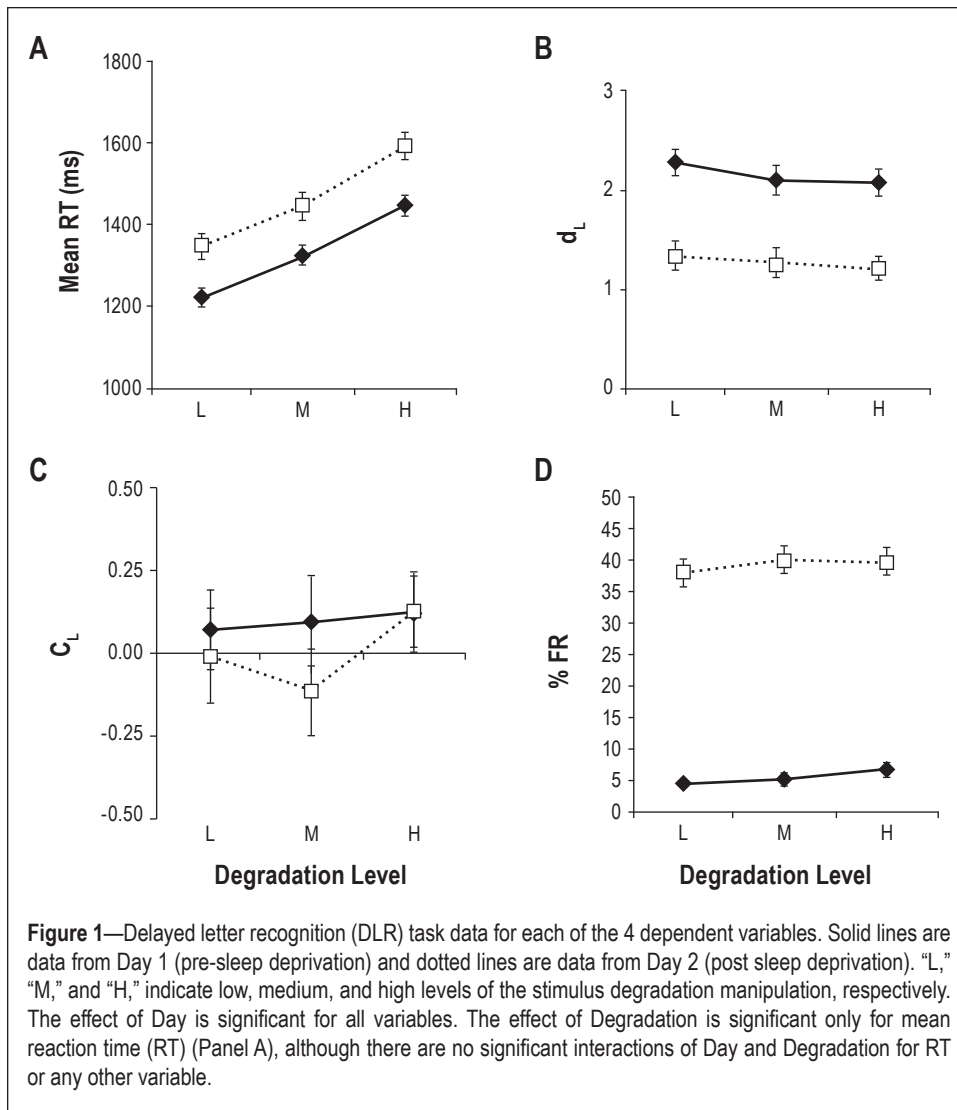 A
1800
1600
1400
1200
1000
Mean RT (ms)
L M H
B
3
2
1
0
d_L
L M H
C
0.50
0.25
0.00
-0.25
-0.50
C_L
L M H
Degradation Level
D
50
45
40
35
30
25
20
15
10
5
0
% FR
L M H
Degradation Level
Figure 1—Delayed letter recognition (DLR) task data for each of the 4 dependent variables. Solid lines are
data from Day 1 (pre-sleep deprivation) and dotted lines are data from Day 2 (post sleep deprivation). “L,”
“M,” and “H,” indicate low, medium, and high levels of the stimulus degradation manipulation, respectively.
The effect of Day is significant for all variables. The effect of Degradation is significant only for mean
reaction time (RT) (Panel A), although there are no significant interactions of Day and Degradation for RT
or any other variable.